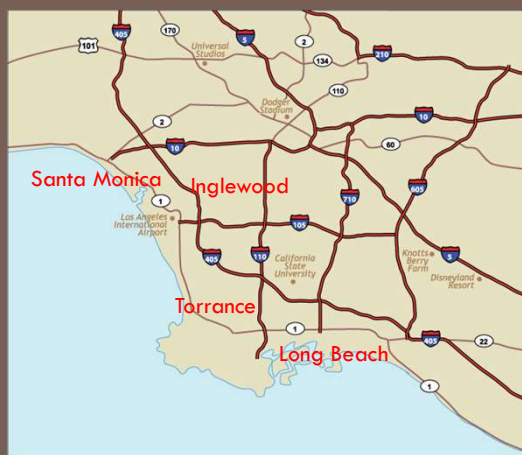 405
170
101
Universal
Studios
5
2
134
210
110
Dodger
Stadium
2
10
10
60
Santa Monica
Inglewood
1
710
605
Los Angeles
International
Airport
105
405
110
California
State
University
Knotts
Berry
Farm
5
Disneyland
Resort
Torrance
1
Long Beach
405
22
1